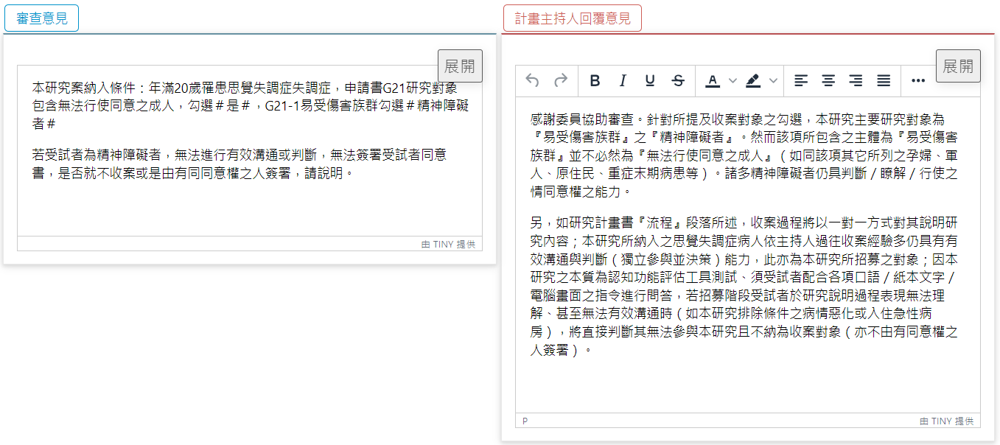 審查意見
展開
本研究案納入條件：年滿20歲罹患思覺失調症失調症，申請書G21研究對象
包含無法行使同意之成人，勾選＃是＃，G21-1易受傷害族群勾選＃精神障礙
者＃
若受試者為精神障礙者，無法進行有效溝通或判斷，無法簽署受試者同意
書，是否就不收案或是由有同同意權之人簽署，請說明。
由 TINY 提供
計畫主持人回覆意見
展開
B I U S A
感謝委員協助審查。針對所提及收案對象之勾選，本研究主要研究對象為
『易受傷害族群』之『精神障礙者』。然而該項所包含之主體為『易受傷害
族群』並不必然為『無法行使同意之成人』（如同該項其它所列之孕婦、軍
人、原住民、重症末期病患等）。諸多精神障礙者仍具判斷／瞭解／行使之
情同意權之能力。
另，如研究計畫書『流程』段落所述，收案過程將以一對一方式對其說明研
究內容；本研究所納入之思覺失調症病人依主持人過往收案經驗多仍具有有
效溝通與判斷（獨立參與並決策）能力，此亦為本研究所招募之對象；因本
研究之本質為認知功能評估工具測試、須受試者配合各項口語／紙本文字／
電腦畫面之指令進行問答，若招募階段受試者於研究說明過程表現無法理
解、甚至無法有效溝通時（如本研究排除條件之病情惡化或入住急性病
房），將直接判斷其無法參與本研究且不納為收案對象（亦不由有同意權之
人簽署）。
P
由 TINY 提供